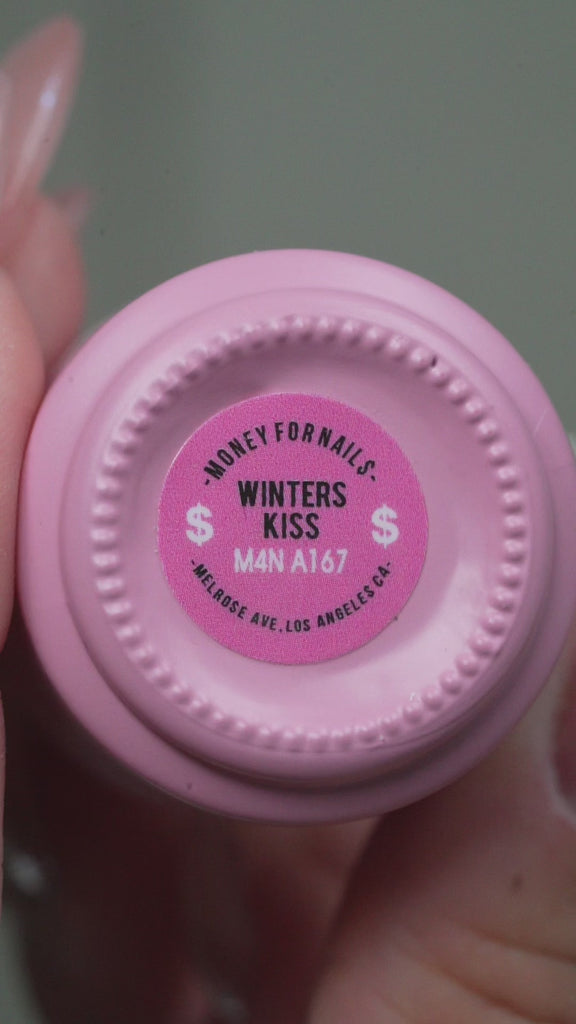 -MONEY FOR NAILS-
WINTERS
KISS
$ $
M4N A167
-MELROSE AVE, LOS ANGELES CA-